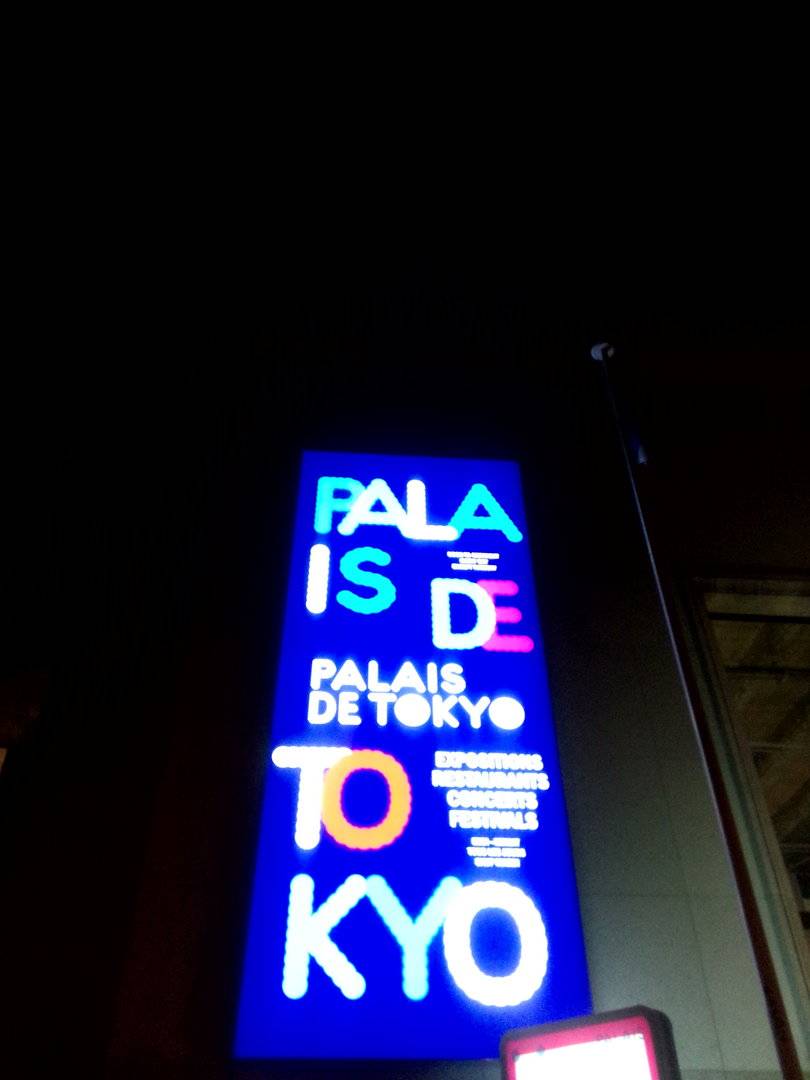 PALA
IS
DE
PALAIS
DE TOKYO
TO
EXPOSITIONS
RESTAURANTS
CONCERTS
FESTIVALS
KYO